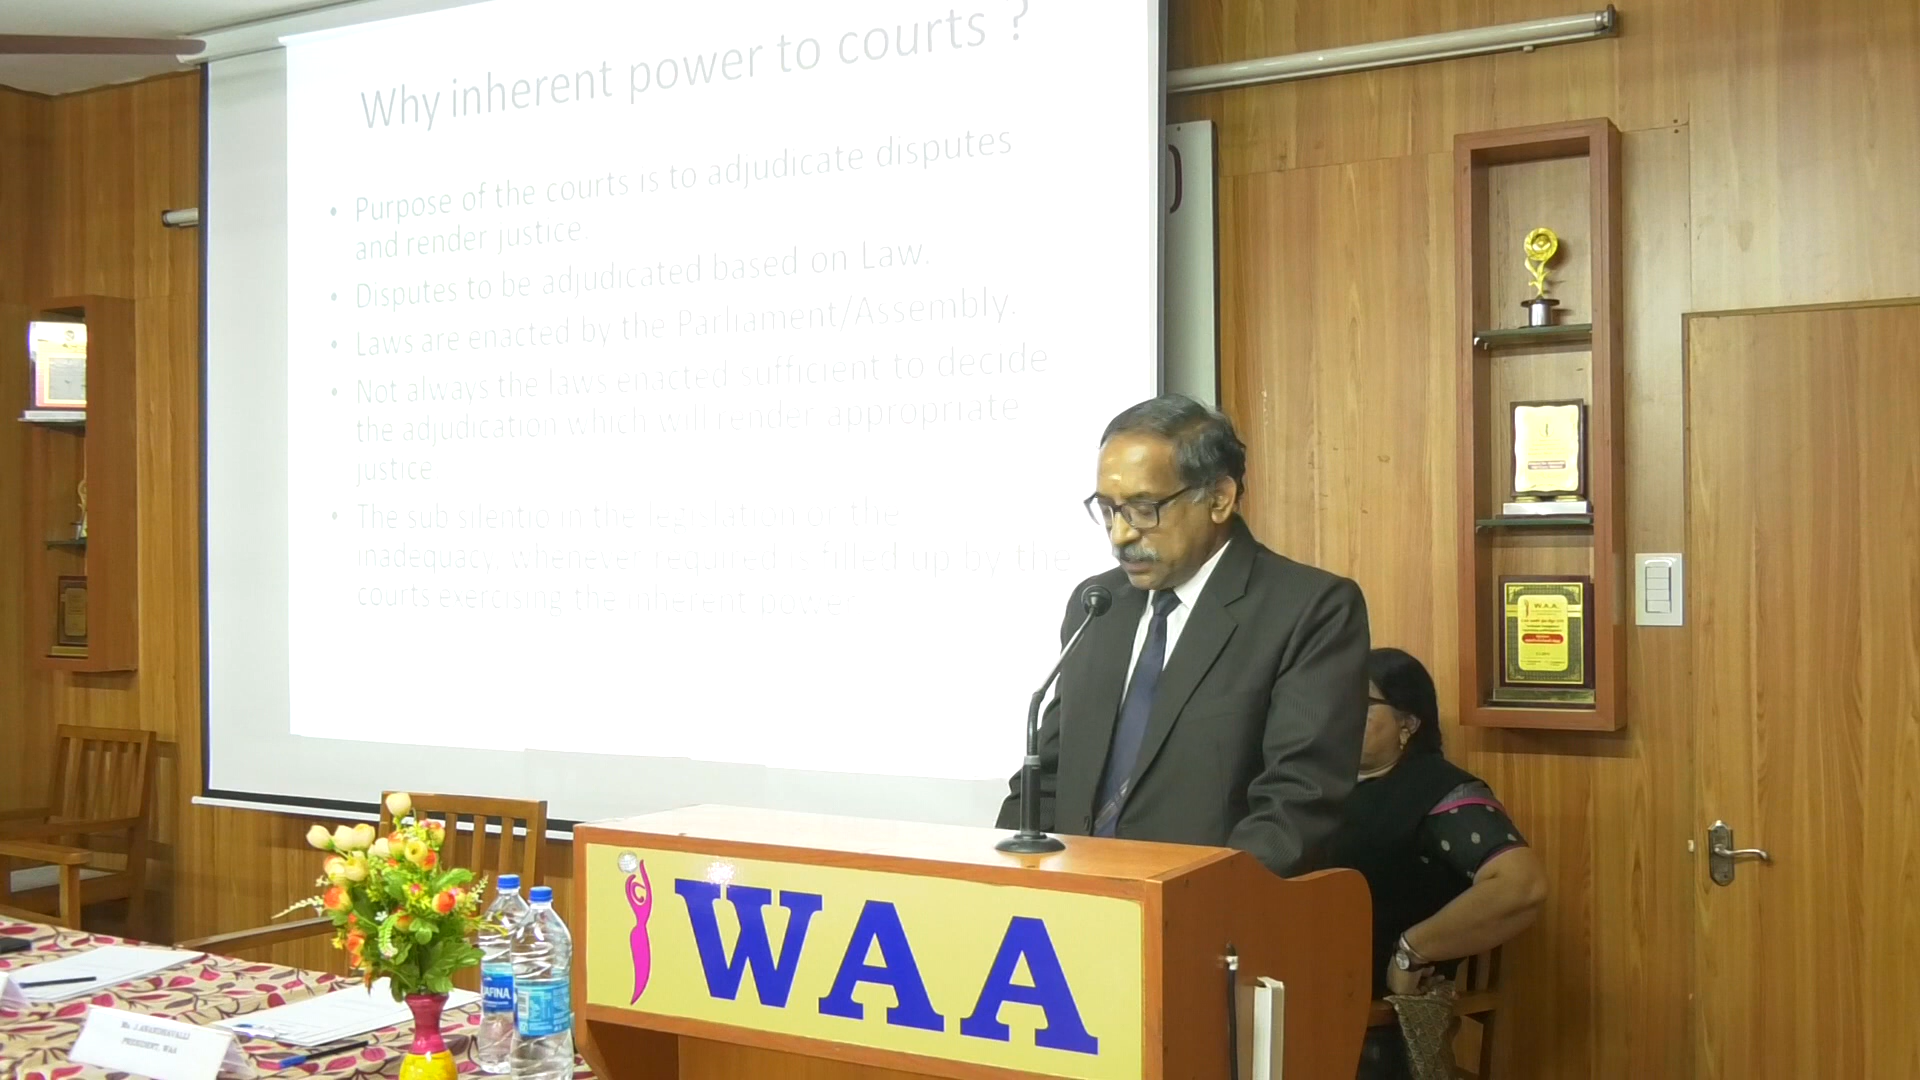 Why inherent power to courts ?
• Purpose of the courts is to adjudicate disputes
and render justice.
• Disputes to be adjudicated based on Law.
• Laws are enacted by the Parliament/Assembly.
• Not always the laws enacted sufficient to decide
the adjudication which will render appropriate
justice
• The sub silentio in the legislation or the
inadequacy, whenever required is filled up by the
courts exercising the inherent power
WAA
W.A.A.
AFINA
PRESIDENT, WAA